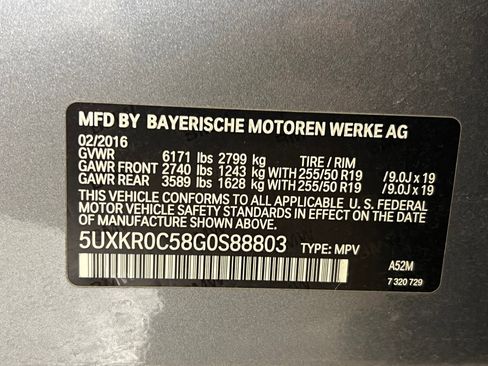 MFD BY BAYERISCHE MOTOREN WERKE AG
02/2016
GVWR 6171 lbs 2799 kg TIRE / RIM
GAWR FRONT 2740 lbs 1243 kg WITH 255/50 R19 /9.0J x 19
GAWR REAR 3589 lbs 1628 kg WITH 255/50 R19 /9.0J x 19
THIS VEHICLE CONFORMS TO ALL APPLICABLE U. S. FEDERAL
MOTOR VEHICLE SAFETY STANDARDS IN EFFECT ON THE DATE
OF MANUFACTURE SHOWN ABOVE.
5UXKR0C58G0S88803 TYPE: MPV
A52M
7 320 729